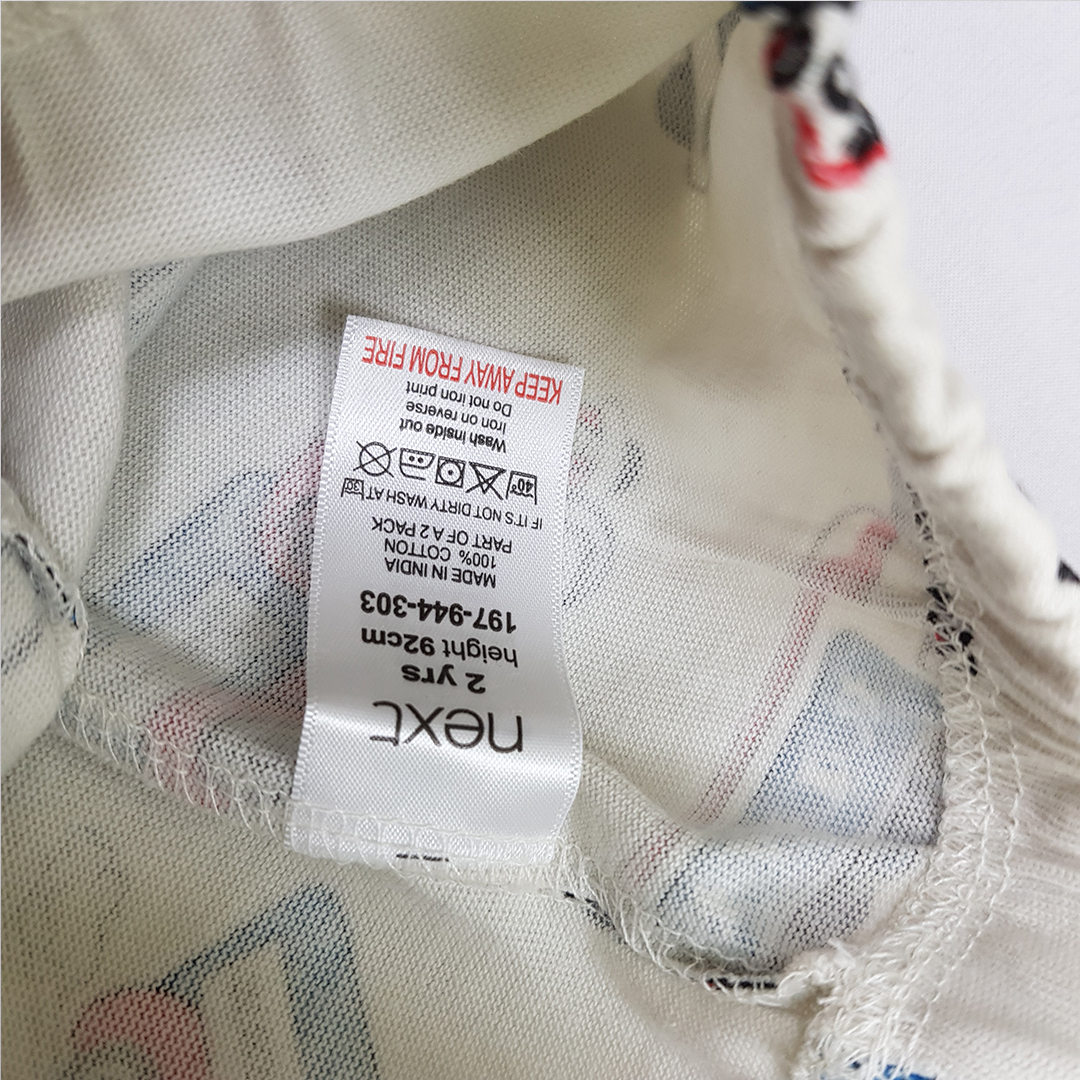 next
2 yrs
height 92cm
197-944-303
MADE IN INDIA
100% COTTON
PART OF A 2 PACK
IF IT'S NOT DIRTY WASH AT 30°
40°
Wash inside out
Iron on reverse
Do not iron print
KEEP AWAY FROM FIRE